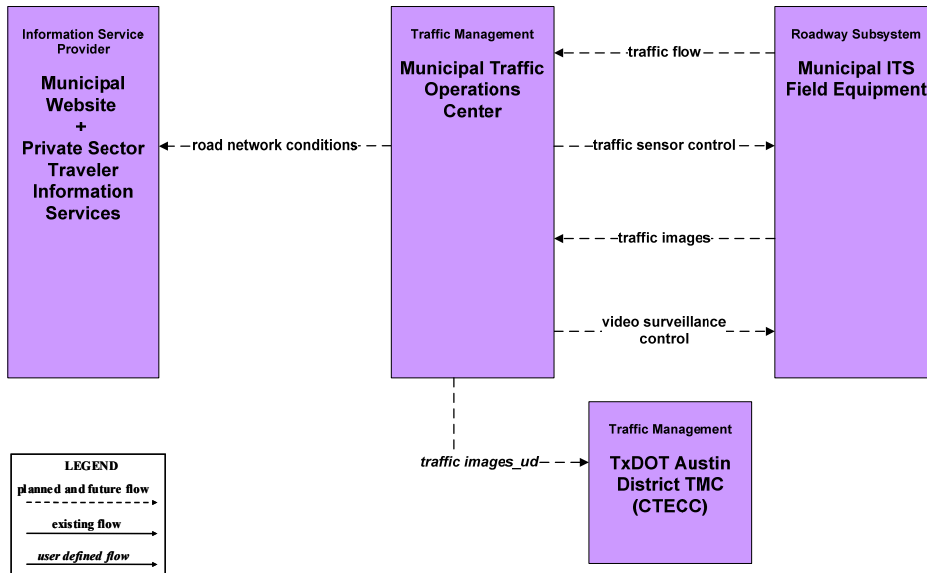 Information Service
Provider
Municipal
Website
+
Private Sector
Traveler
Information
Services
road network conditions
Traffic Management
Municipal Traffic
Operations
Center
traffic flow
traffic sensor control
traffic images
video surveillance
control
Roadway Subsystem
Municipal ITS
Field Equipment
traffic images_ud
Traffic Management
TxDOT Austin
District TMC
(CTECC)
LEGEND
planned and future flow
existing flow
user defined flow